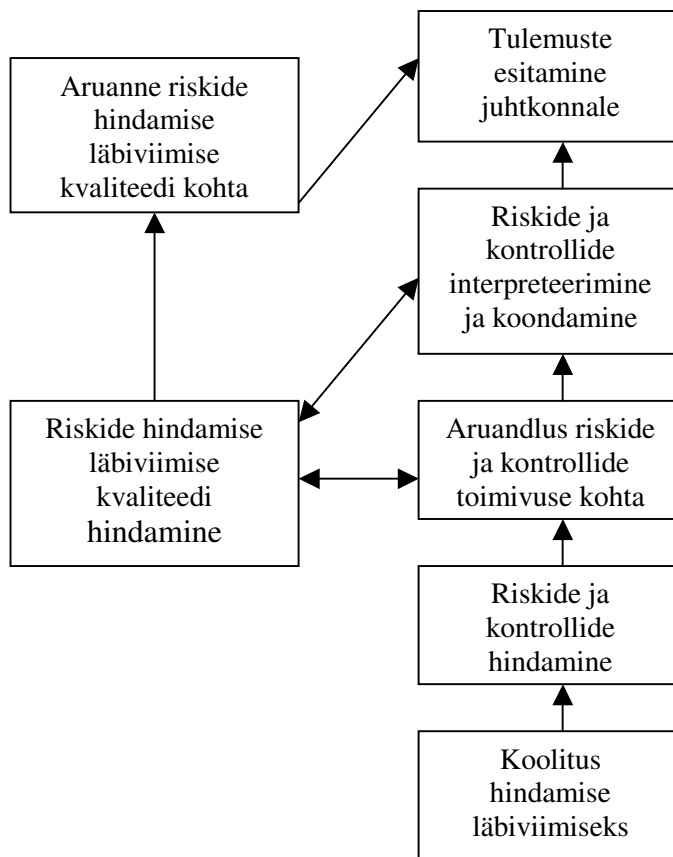 Tulemuste
esitamine
juhtkonnale
Aruanne riskide
hindamise
läbiviimise
kvaliteedi kohta
Riskide ja
kontrollide
interpreteerimine
ja koondamine
Riskide hindamise
läbiviimise
kvaliteedi
hindamine
Aruandlus riskide
ja kontrollide
toimivuse kohta
Riskide ja
kontrollide
hindamine
Koolitus
hindamise
läbiviimiseks